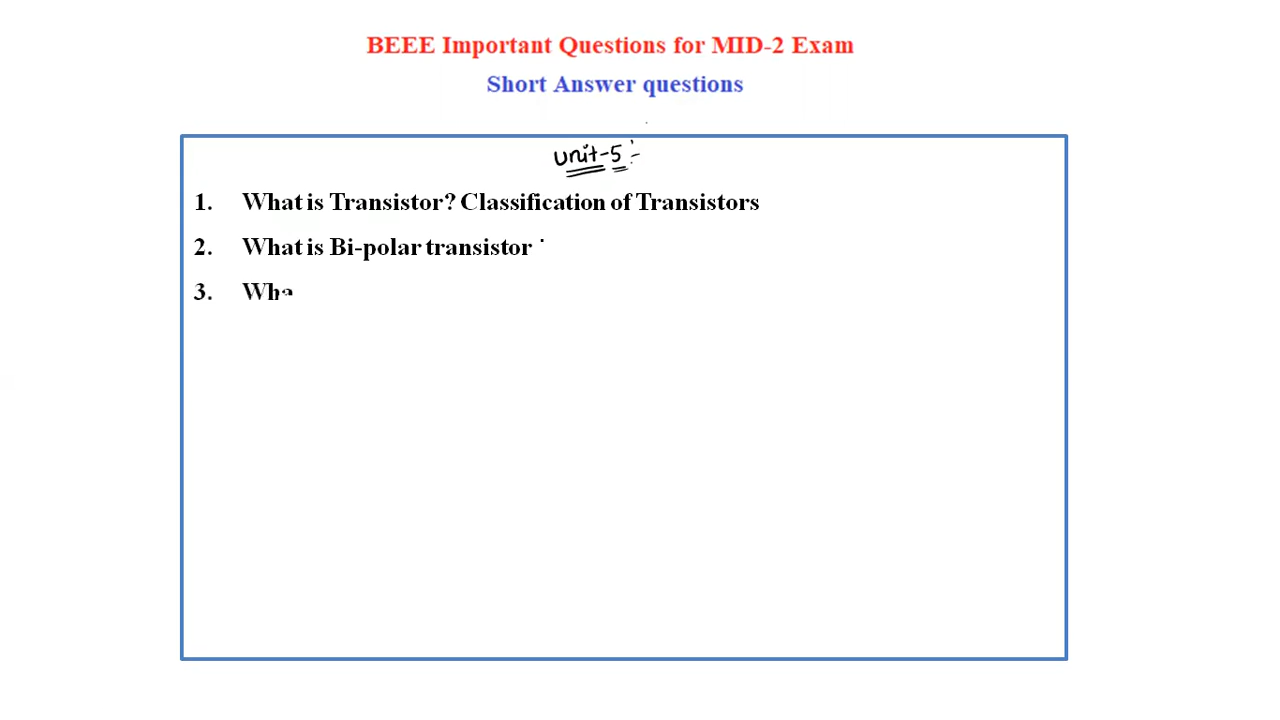 BEEE Important Questions for MID-2 Exam
Short Answer questions
Unit-5:-
1. What is Transistor? Classification of Transistors
2. What is Bi-polar transistor
3.